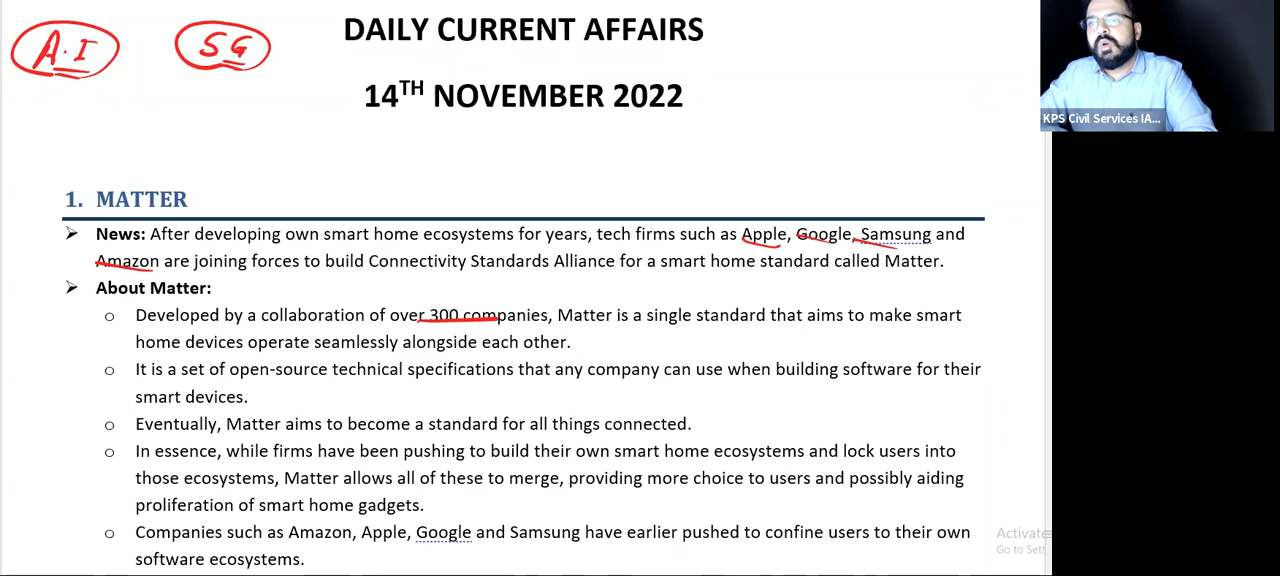 A.I
5G
DAILY CURRENT AFFAIRS
14TH NOVEMBER 2022
KPS Civil Services IA...
1. MATTER
➢ News: After developing own smart home ecosystems for years, tech firms such as Apple, Google, Samsung and
Amazon are joining forces to build Connectivity Standards Alliance for a smart home standard called Matter.
➢ About Matter:
o Developed by a collaboration of over 300 companies, Matter is a single standard that aims to make smart
home devices operate seamlessly alongside each other.
o It is a set of open-source technical specifications that any company can use when building software for their
smart devices.
o Eventually, Matter aims to become a standard for all things connected.
o In essence, while firms have been pushing to build their own smart home ecosystems and lock users into
those ecosystems, Matter allows all of these to merge, providing more choice to users and possibly aiding
proliferation of smart home gadgets.
o Companies such as Amazon, Apple, Google and Samsung have earlier pushed to confine users to their own
software ecosystems.
Activate
Go to Sett